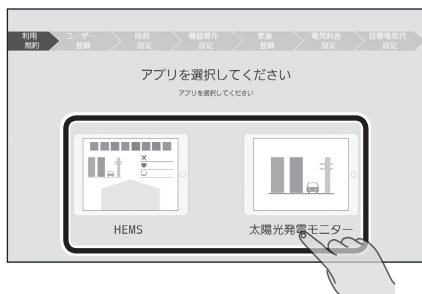 利用
規約
ユーザー
登録
時刻
設定
機器操作
設定
家族
登録
電気料金
設定
目標電気代
設定
アプリを選択してください
アプリを選択してください
HEMS
太陽光発電モニター